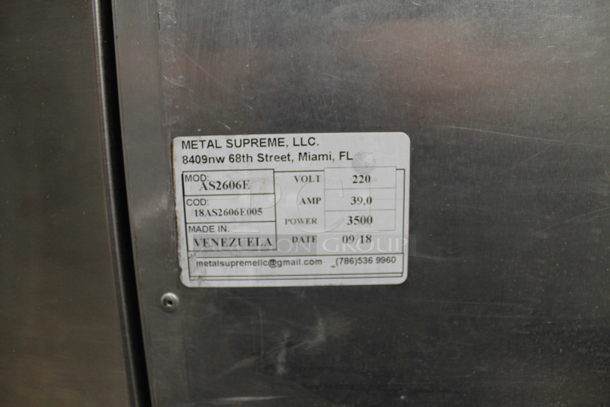 METAL SUPREME, LLC.
8409nw 68th Street, Miami, FL
MOD: AS2606E VOLT 220
COD: 18AS2606E005 AMP 39,0
POWER 3500
MADE IN: VENEZUELA DATE 09/18
metalsupremellc@gmail.com (786)536 9960
GROUP